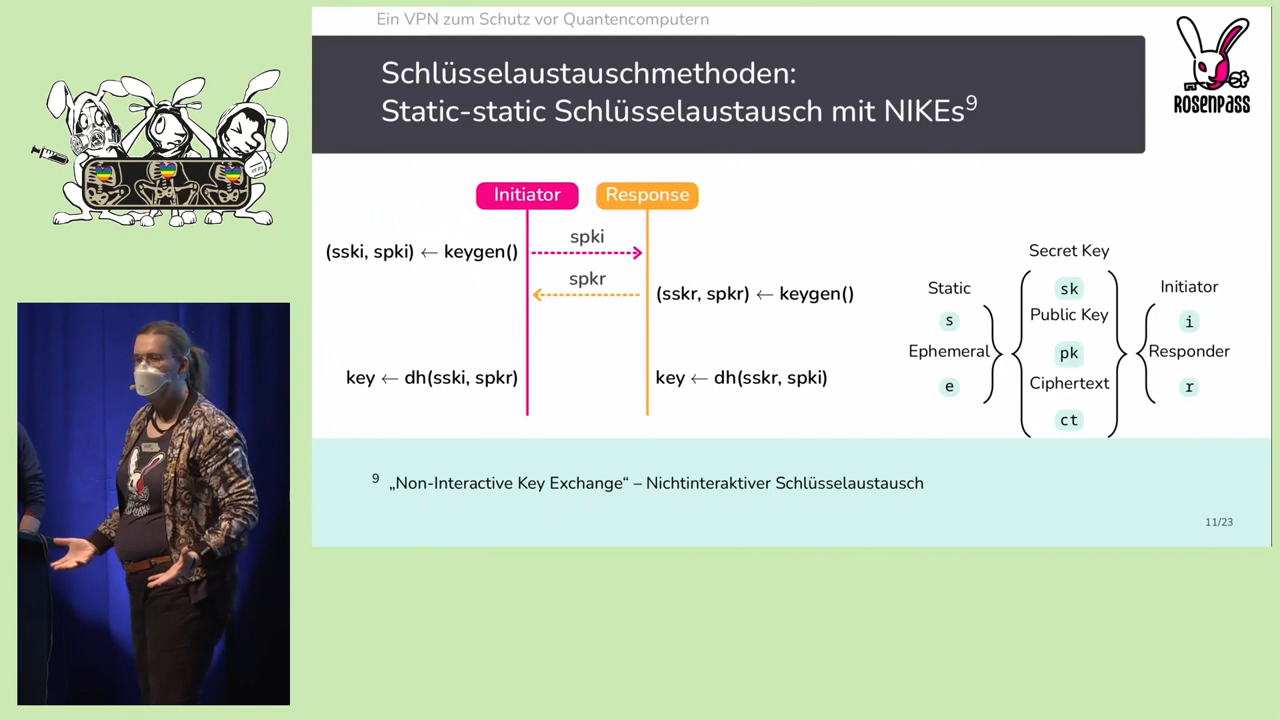 Ein VPN zum Schutz vor Quantencomputern
Schlüsselaustauschmethoden:
Static-static Schlüsselaustausch mit NIKEs⁹
ROSENPASS
Initiator
Response
spki
(sski, spki) ← keygen()
spkr
(sskr, spkr) ← keygen()
key ← dh(sski, spkr)
key ← dh(sskr, spki)
Secret Key
Static
sk
Initiator
s
Public Key
i
Ephemeral
pk
Responder
e
Ciphertext
r
ct
⁹ „Non-Interactive Key Exchange“ – Nichtinteraktiver Schlüsselaustausch
11/23